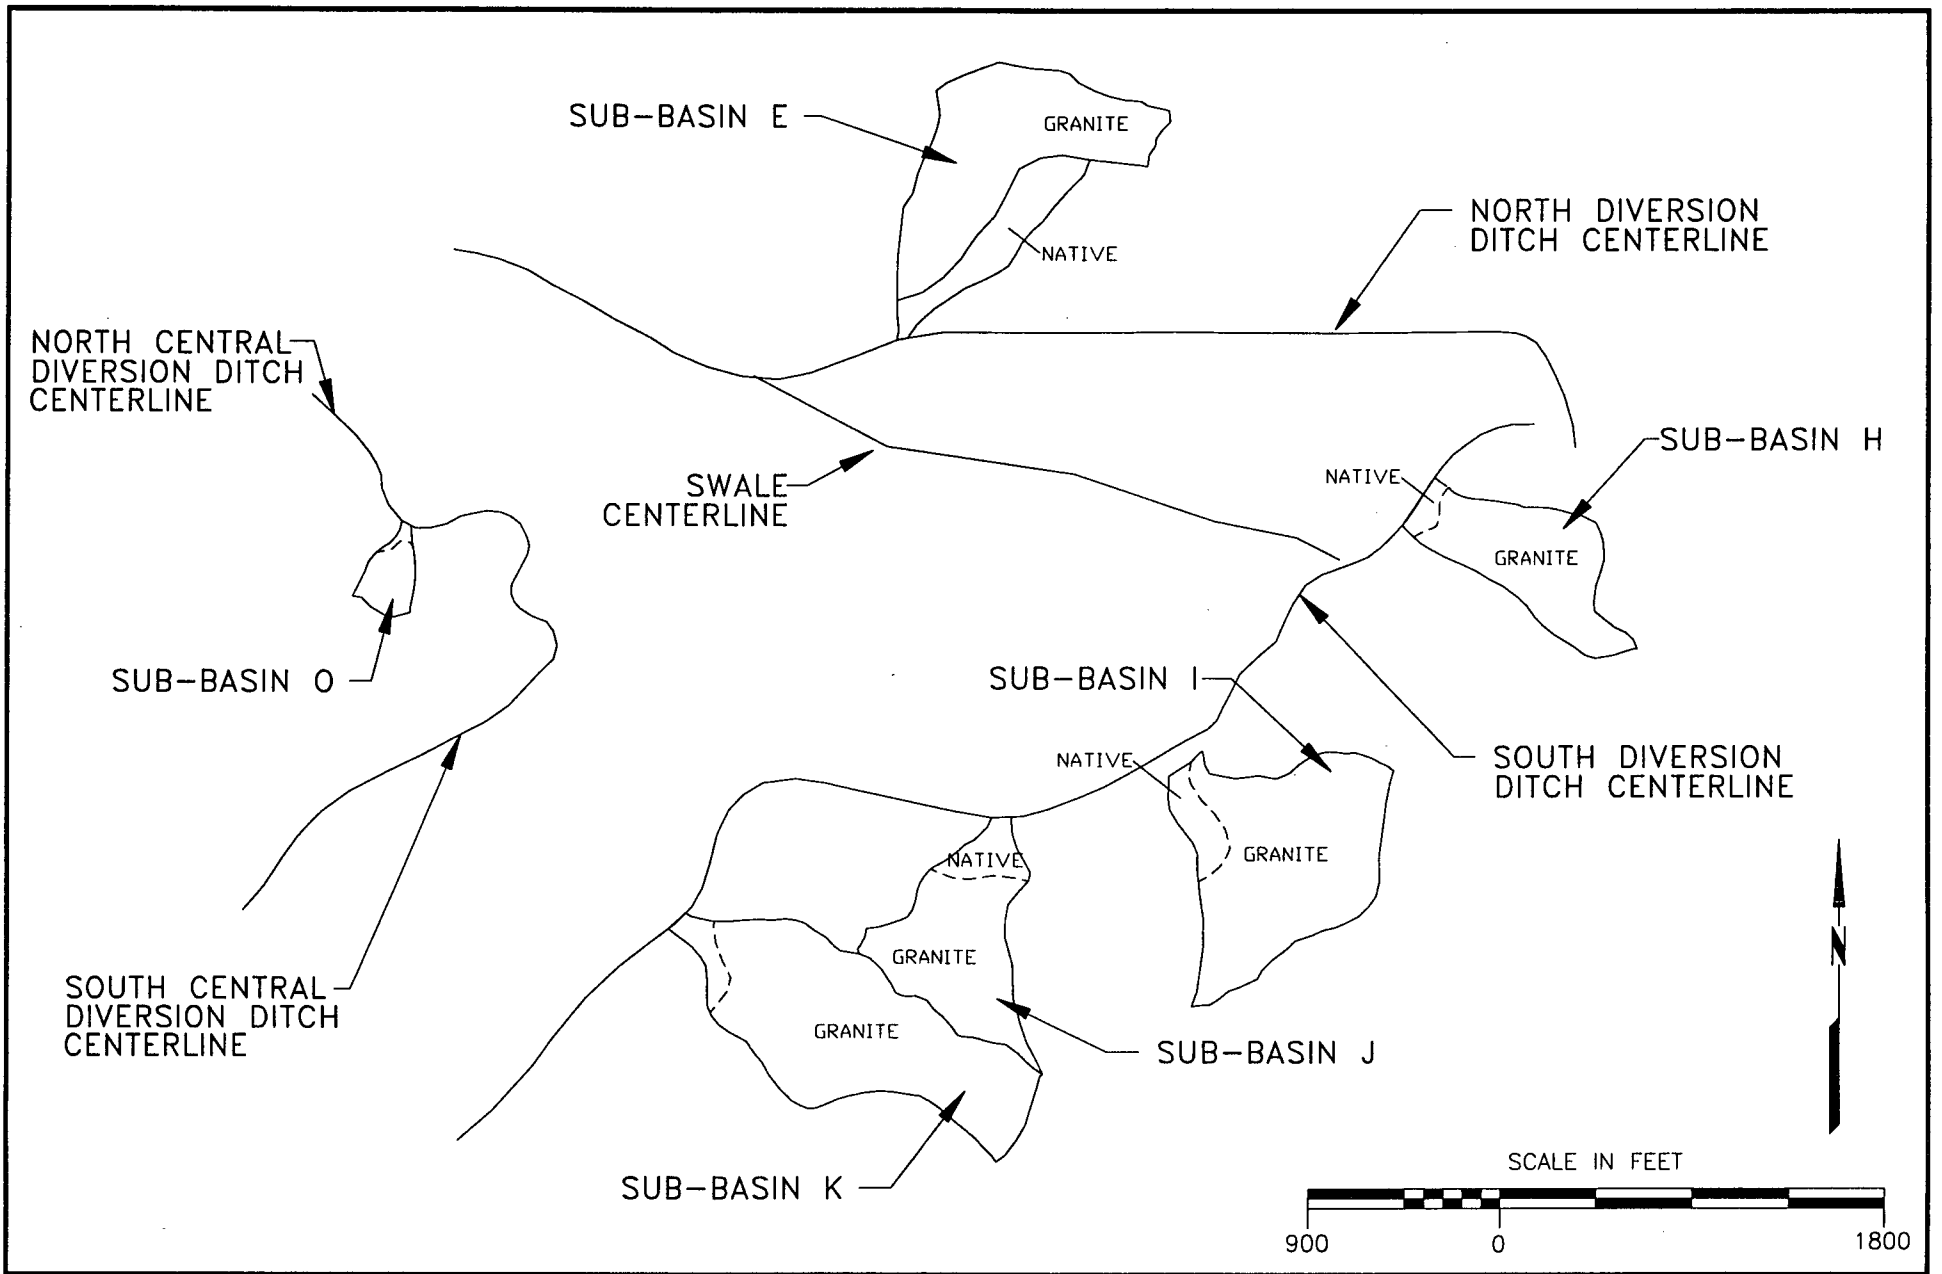 SUB-BASIN E
GRANITE
NATIVE
NORTH DIVERSION
DITCH CENTERLINE
NORTH CENTRAL
DIVERSION DITCH
CENTERLINE
SUB-BASIN H
NATIVE
SWALE
CENTERLINE
GRANITE
SUB-BASIN O
SUB-BASIN I
NATIVE
SOUTH DIVERSION
DITCH CENTERLINE
NATIVE
GRANITE
GRANITE
SOUTH CENTRAL
DIVERSION DITCH
CENTERLINE
N
GRANITE
SUB-BASIN J
SUB-BASIN K
SCALE IN FEET
900 0 1800